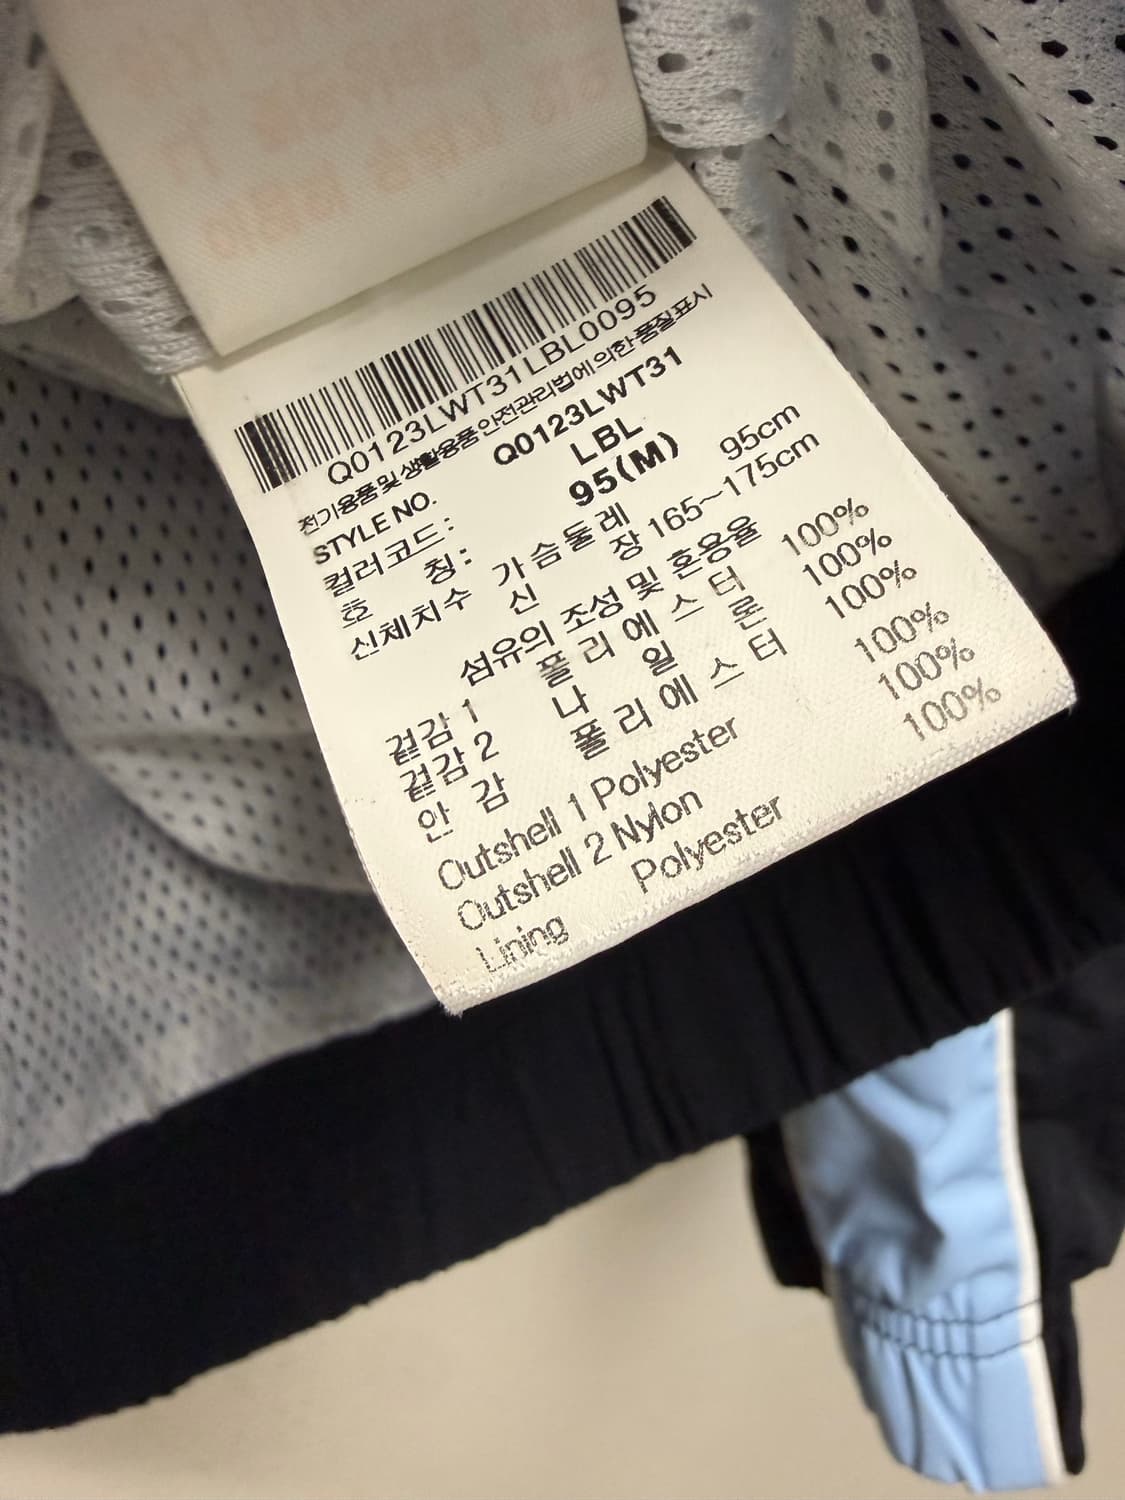 Q0123LWT31LBL0095
전기용품및생활용품안전관리법에의한품질표시
STYLE NO. Q0123LWT31
컬러코드: LBL
호 칭: 95(M)
신체치수 가슴둘레 95cm
신 장 165~175cm
섬유의 조성 및 혼용율
겉감 1 폴리에스터 100%
겉감 2 나일론 100%
안 감 폴리에스터 100%
Outshell 1 Polyester 100%
Outshell 2 Nylon 100%
Lining Polyester 100%